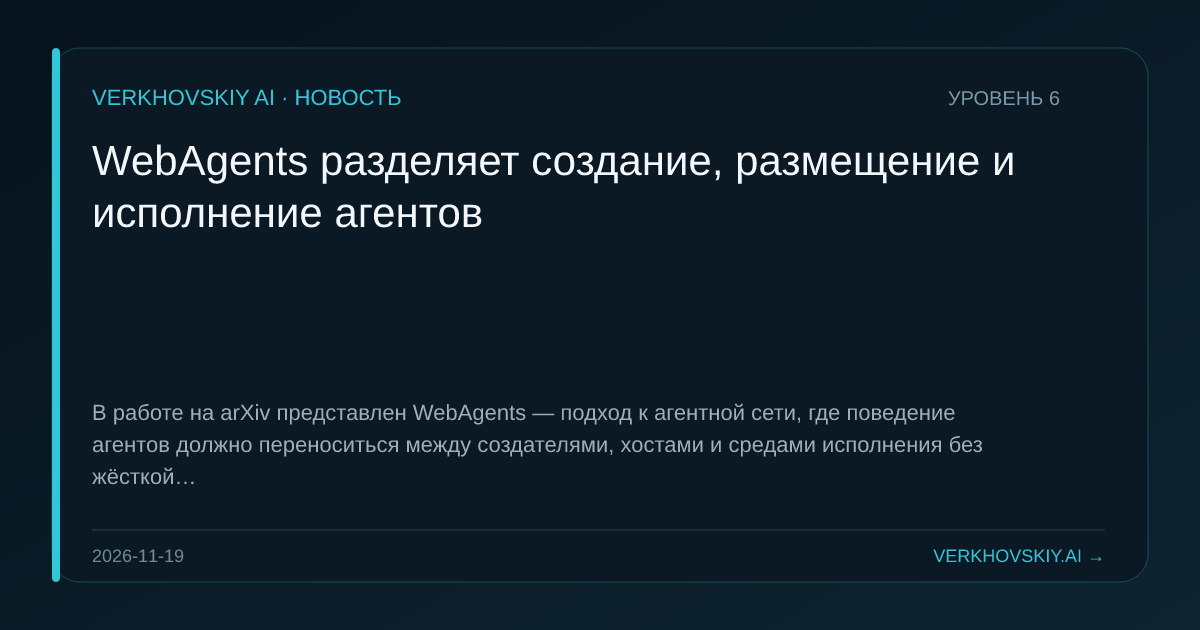 VERKHOVSKIY AI · НОВОСТЬ
УРОВЕНЬ 6
WebAgents разделяет создание, размещение и
исполнение агентов
В работе на arXiv представлен WebAgents — подход к агентной сети, где поведение
агентов должно переноситься между создателями, хостами и средами исполнения без
жёсткой…
2026-11-19
VERKHOVSKIY.AI →